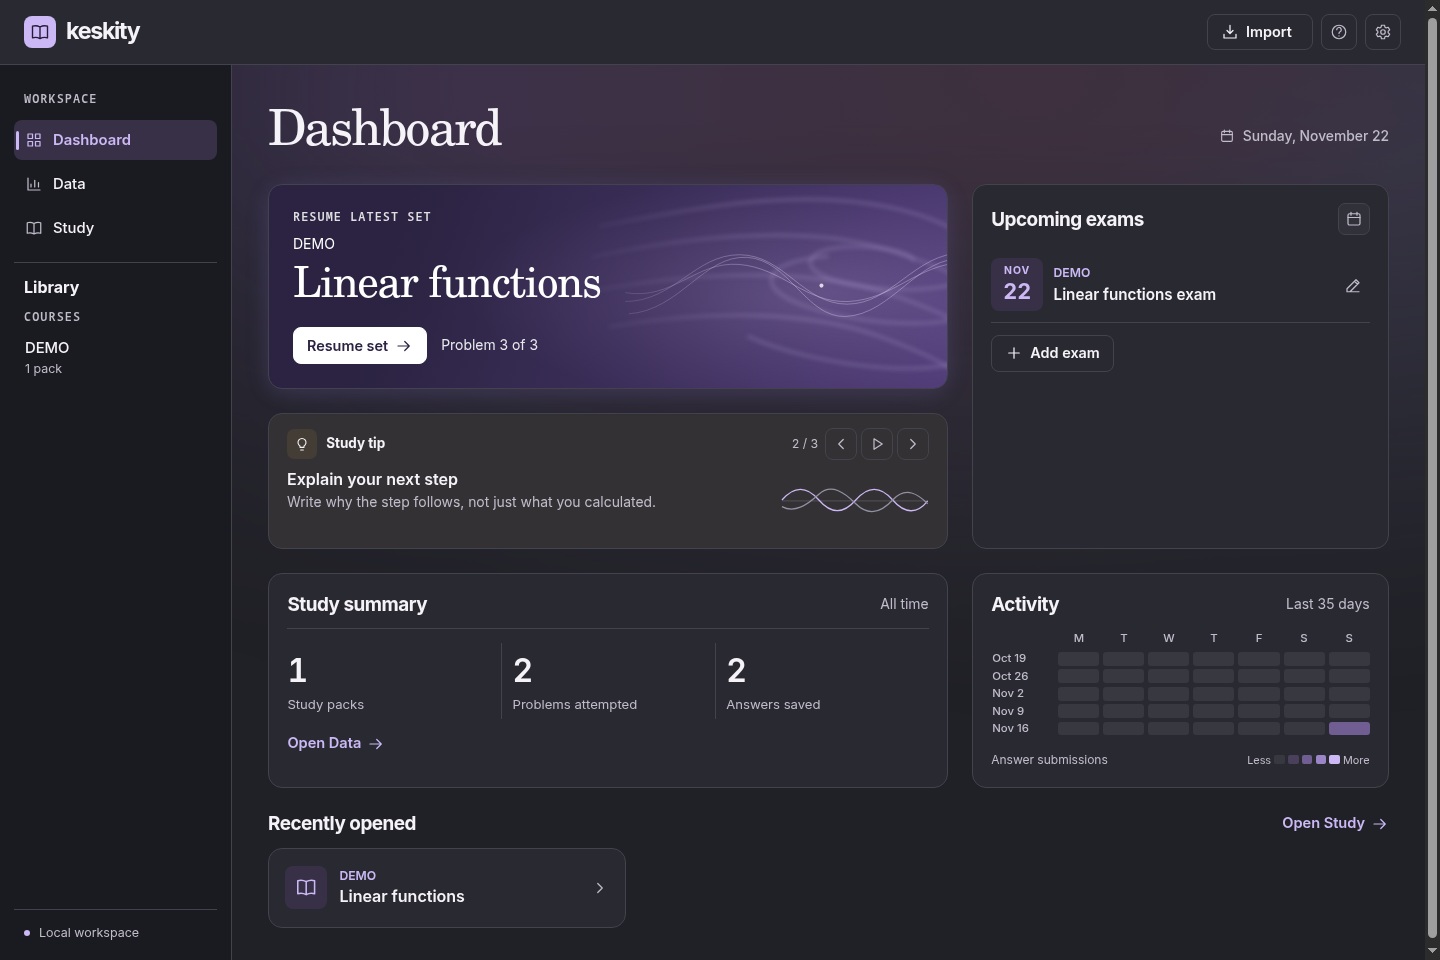 keskity
Import
WORKSPACE
Dashboard
Data
Study
Library
COURSES
DEMO
1 pack
Local workspace
Dashboard
Sunday, November 22
RESUME LATEST SET
DEMO
Linear functions
Resume set
Problem 3 of 3
Upcoming exams
NOV
22
DEMO
Linear functions exam
Add exam
Study tip
2 / 3
Explain your next step
Write why the step follows, not just what you calculated.
Study summary
All time
1
Study packs
2
Problems attempted
2
Answers saved
Open Data
Activity
Last 35 days
M T W T F S S
Oct 19
Oct 26
Nov 2
Nov 9
Nov 16
Answer submissions
Less
More
Recently opened
Open Study
DEMO
Linear functions